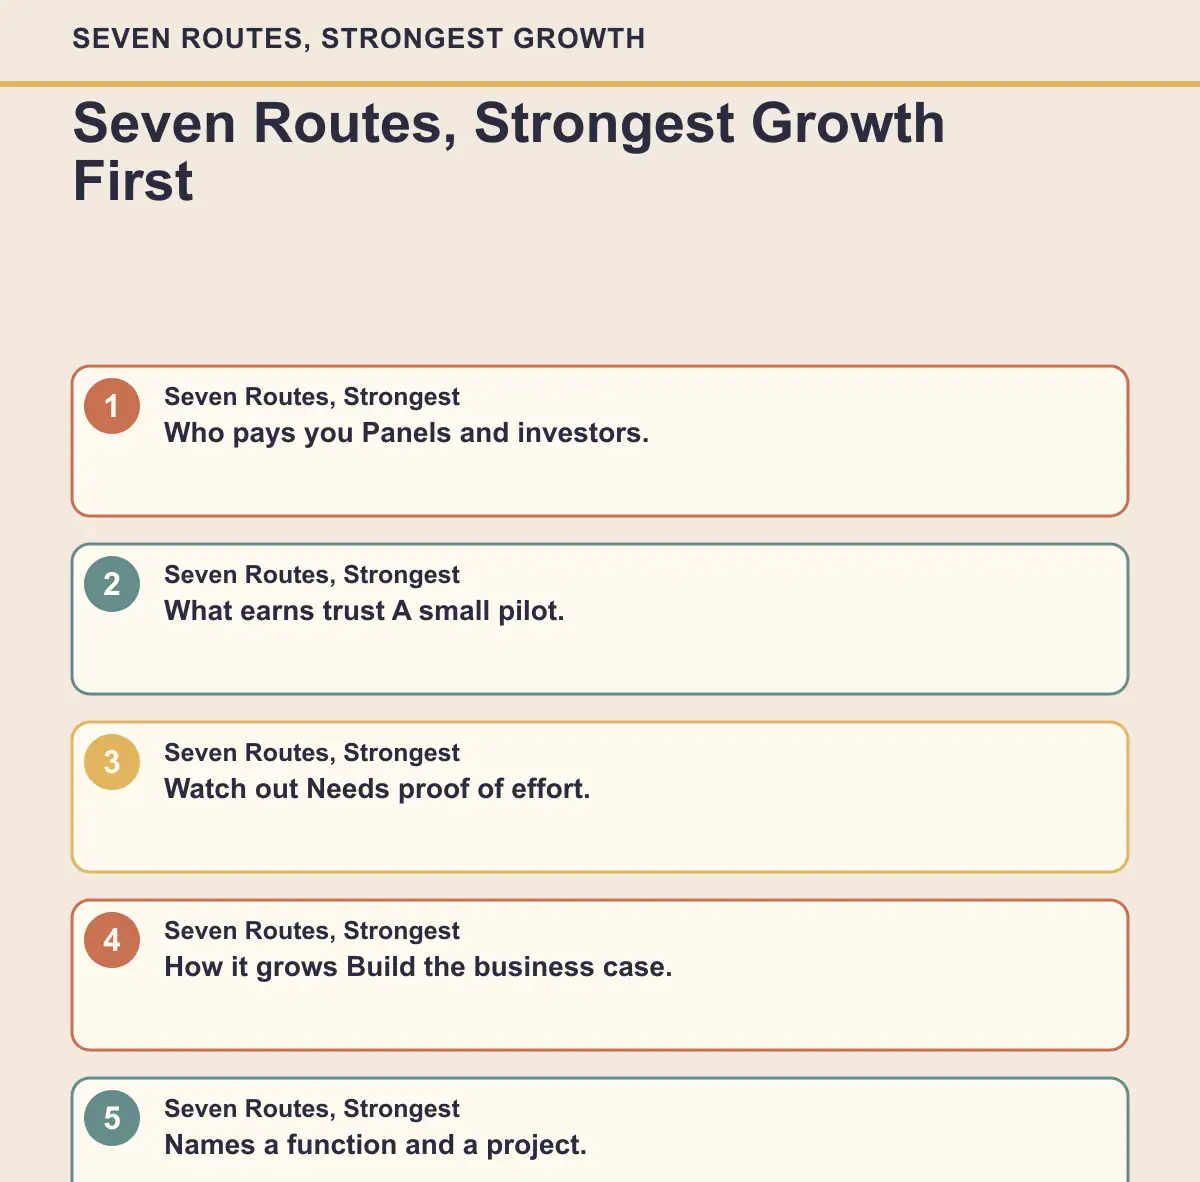 SEVEN ROUTES, STRONGEST GROWTH
Seven Routes, Strongest Growth
First
1
Seven Routes, Strongest
Who pays you Panels and investors.
2
Seven Routes, Strongest
What earns trust A small pilot.
3
Seven Routes, Strongest
Watch out Needs proof of effort.
4
Seven Routes, Strongest
How it grows Build the business case.
5
Seven Routes, Strongest
Names a function and a project.